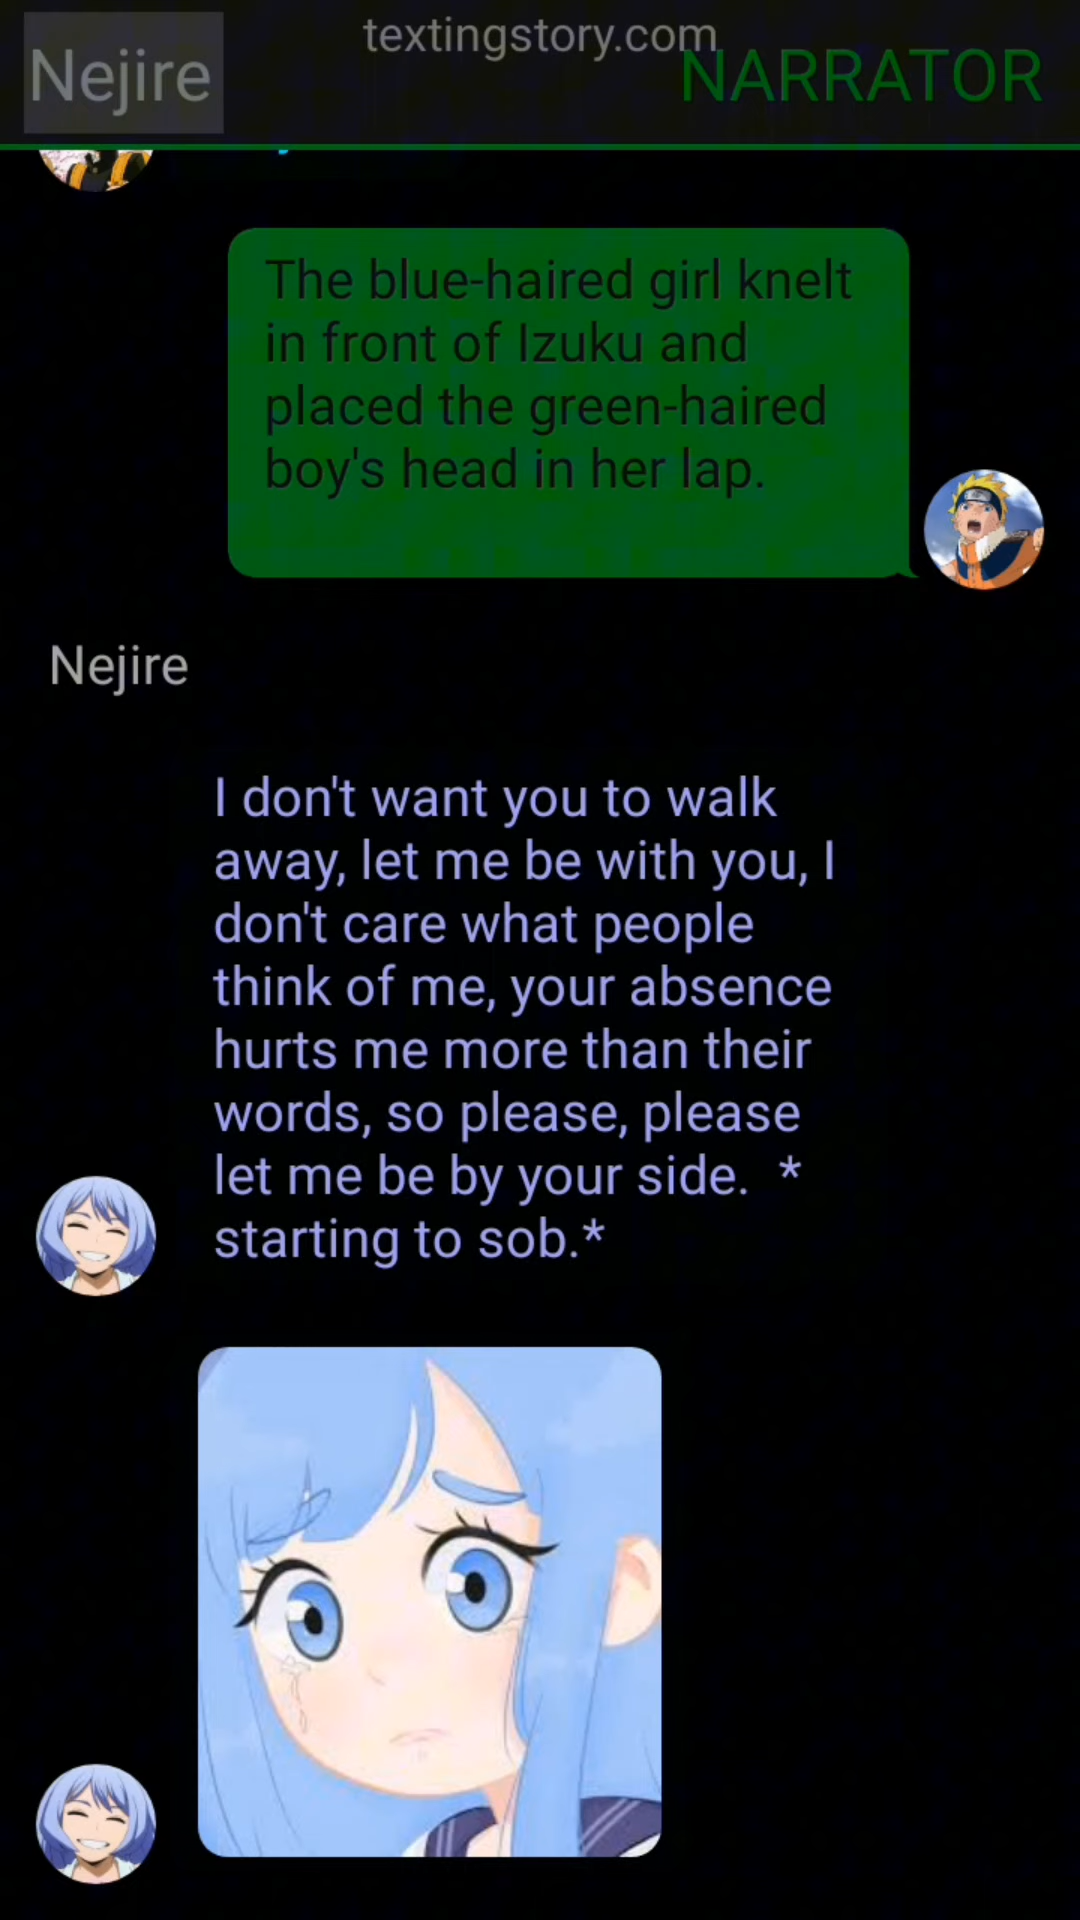 textingstory.com
Nejire
NARRATOR
The blue-haired girl knelt
in front of Izuku and
placed the green-haired
boy's head in her lap.
Nejire
I don't want you to walk
away, let me be with you, I
don't care what people
think of me, your absence
hurts me more than their
words, so please, please
let me be by your side.  *
starting to sob.*